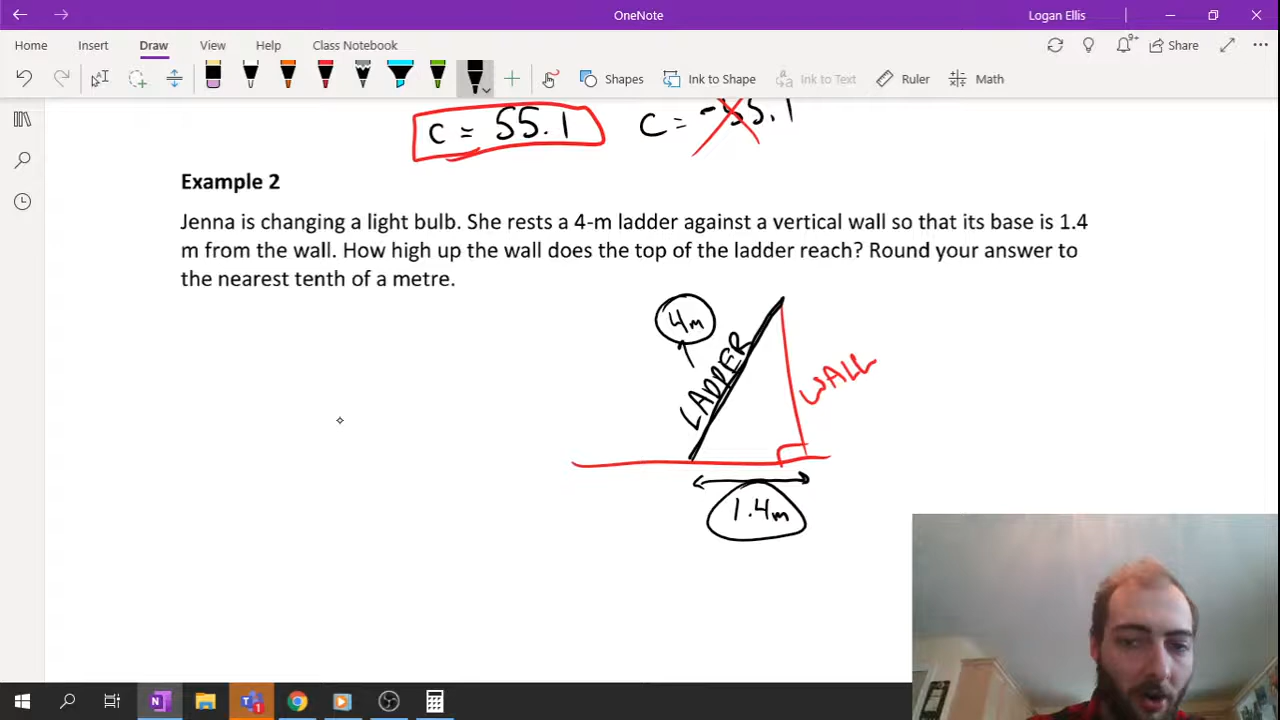 OneNote
Logan Ellis
Home Insert Draw View Help Class Notebook
9+ Share
Shapes Ink to Shape Ink to Text Ruler Math
c = 55.1 c = -55.1
Example 2
Jenna is changing a light bulb. She rests a 4-m ladder against a vertical wall so that its base is 1.4
m from the wall. How high up the wall does the top of the ladder reach? Round your answer to
the nearest tenth of a metre.
4m
LADDER
WALL
1.4m
N
1